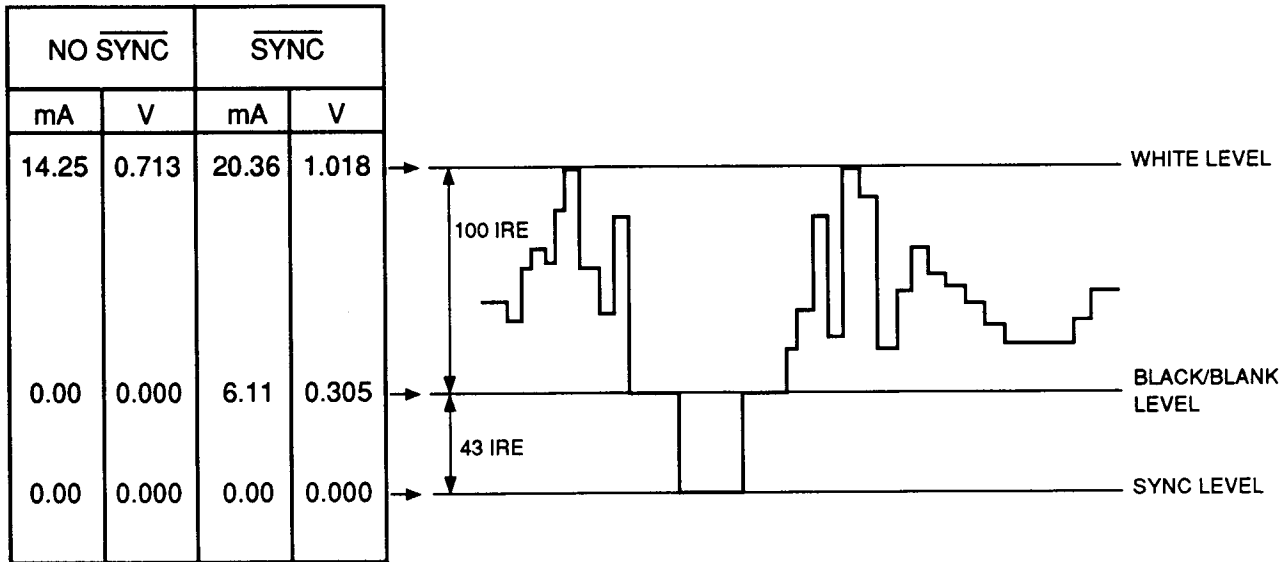 NO S̅Y̅N̅C̅ S̅Y̅N̅C̅
mA V mA V
14.25 0.713 20.36 1.018
WHITE LEVEL
100 IRE
0.00 0.000 6.11 0.305
BLACK/BLANK
LEVEL
43 IRE
0.00 0.000 0.00 0.000
SYNC LEVEL